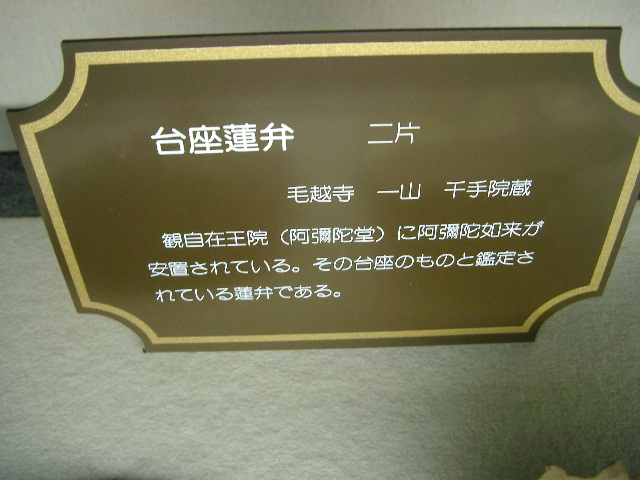 台座蓮弁　二片
毛越寺　一山　千手院蔵
観自在王院（阿彌陀堂）に阿彌陀如来が
安置されている。その台座のものと鑑定さ
れている蓮弁である。